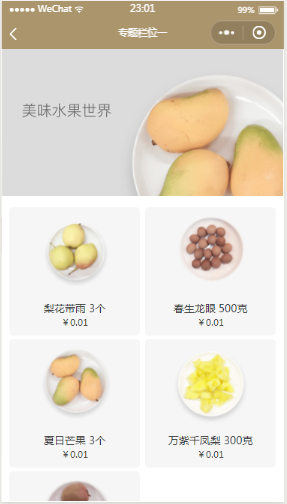 WeChat 23:01 99%
专题栏位一
美味水果世界
梨花带雨 3个
￥0.01
春生龙眼 500克
￥0.01
夏日芒果 3个
￥0.01
万紫千凤梨 300克
￥0.01